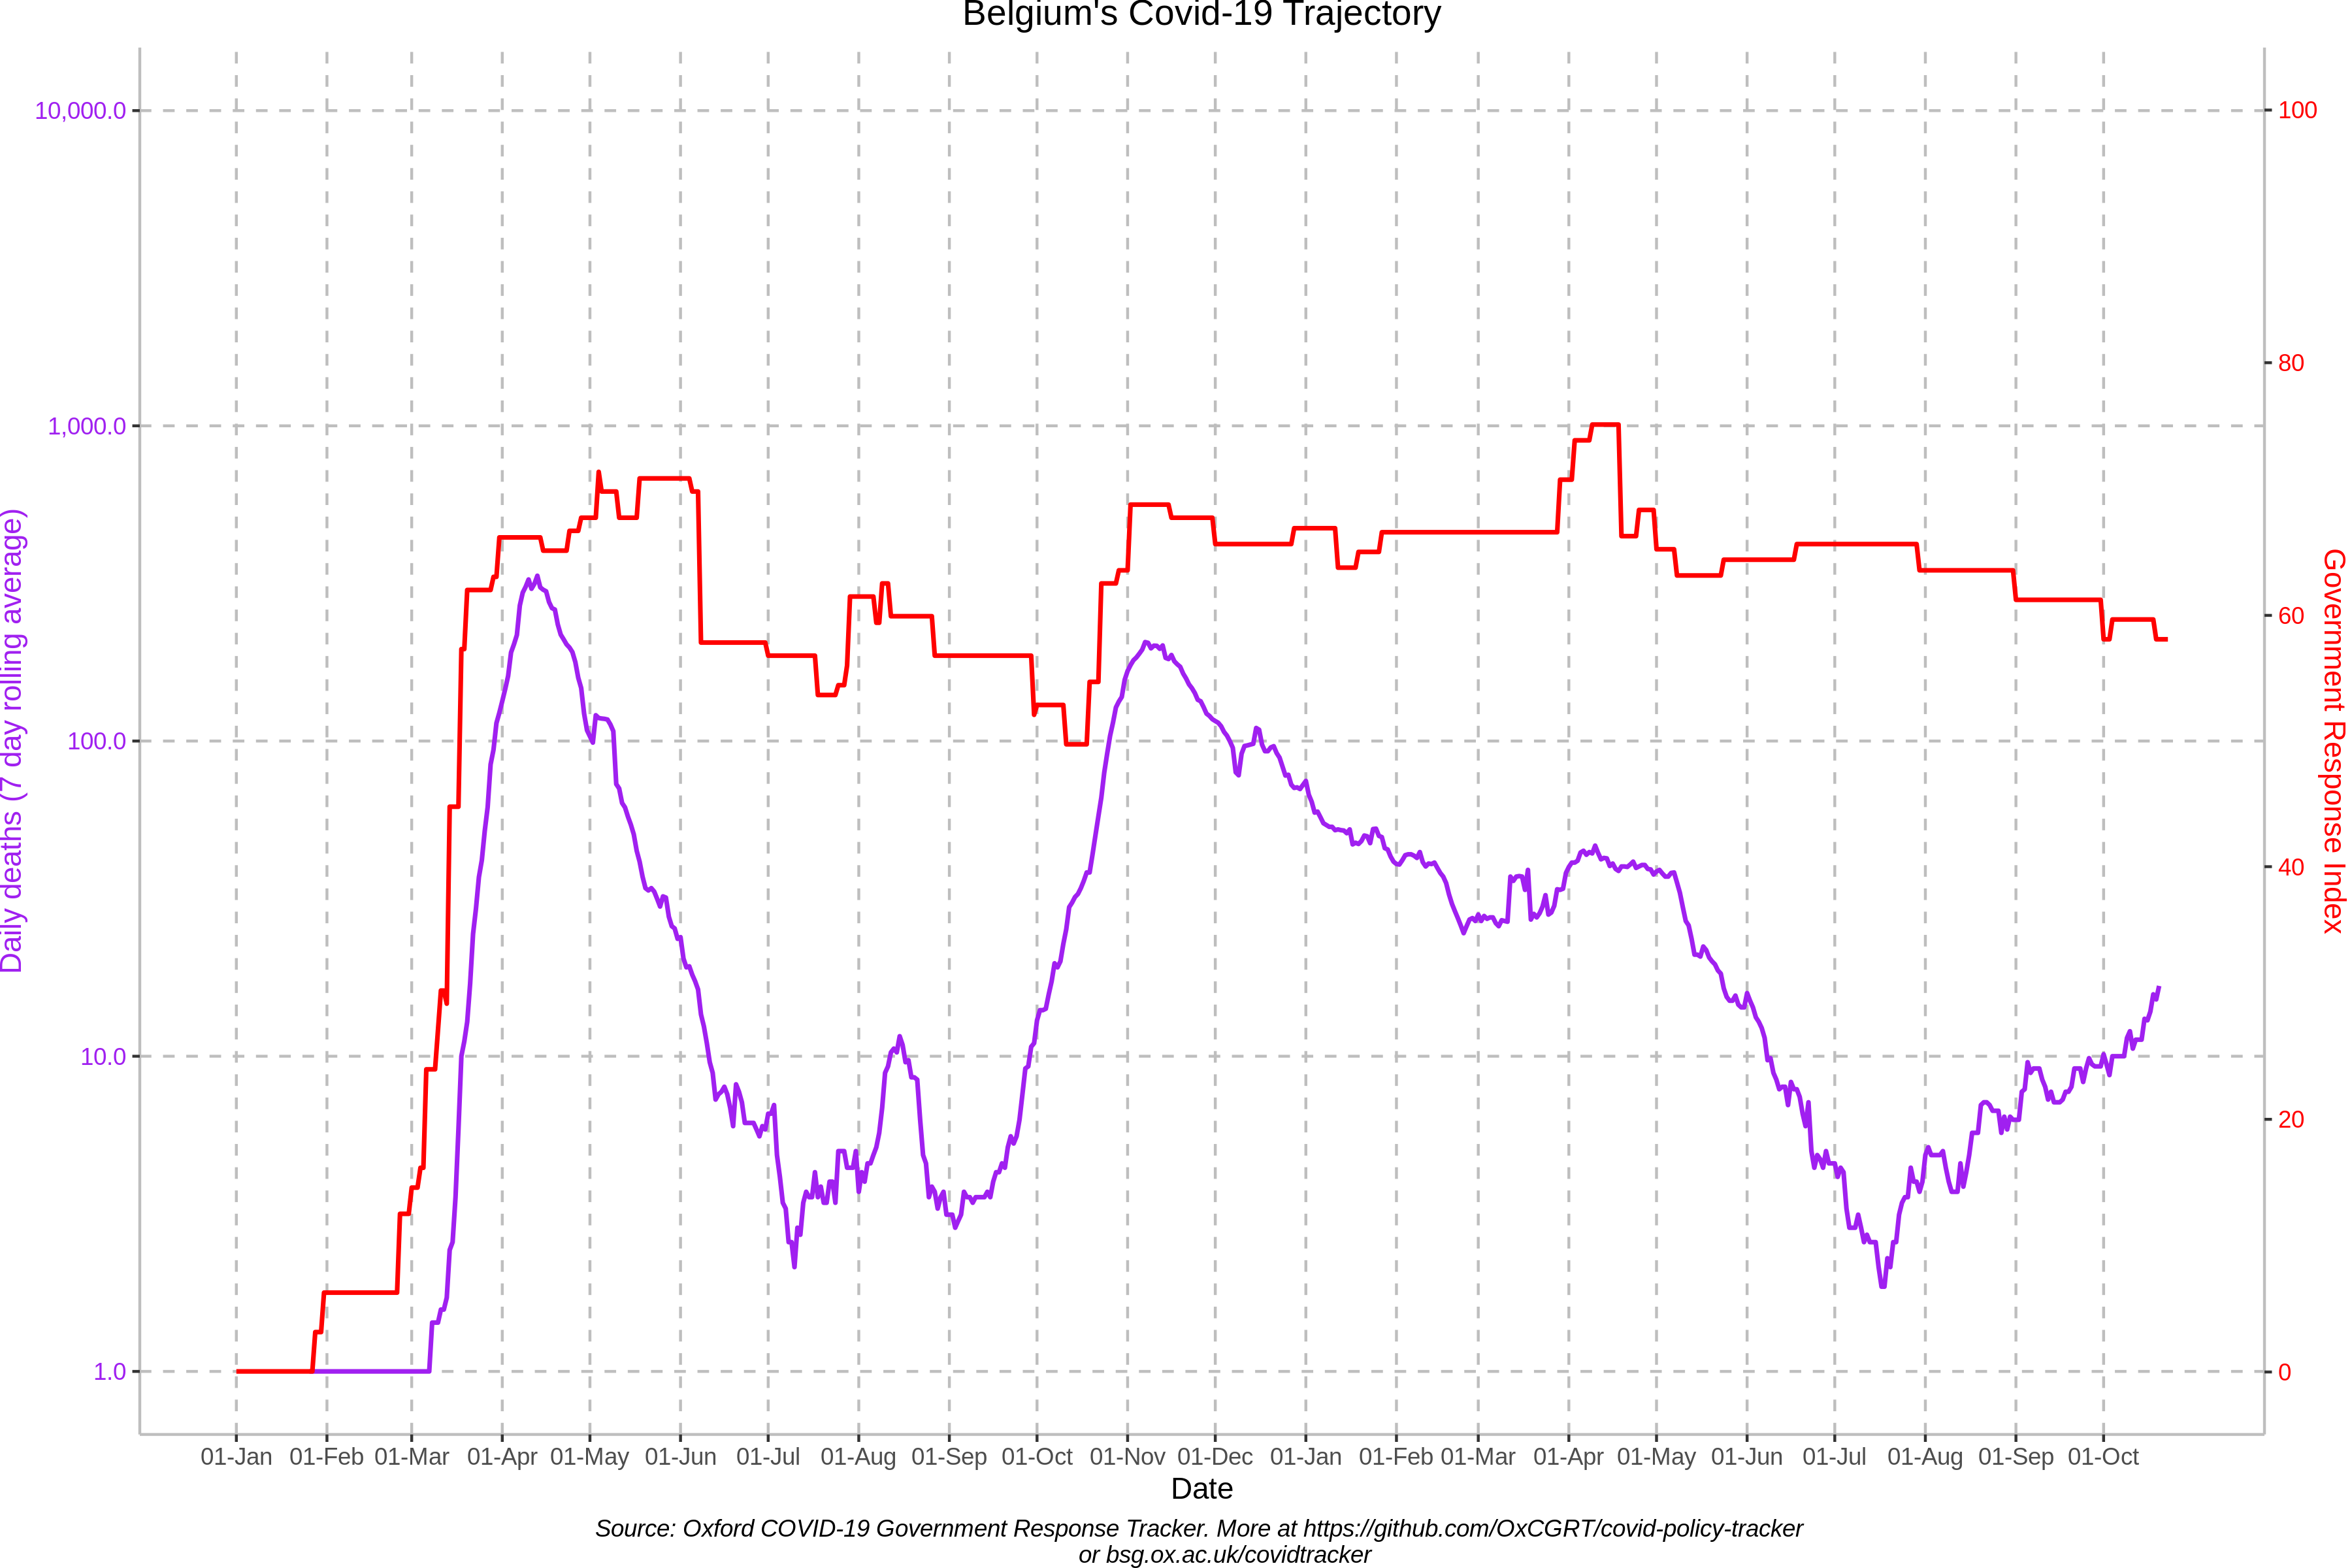 Belgium's Covid-19 Trajectory
10,000.0
1,000.0
100.0
10.0
1.0
Daily deaths (7 day rolling average)
100
80
60
40
20
0
Government Response Index
01-Jan 01-Feb 01-Mar 01-Apr 01-May 01-Jun 01-Jul 01-Aug 01-Sep 01-Oct 01-Nov 01-Dec 01-Jan 01-Feb 01-Mar 01-Apr 01-May 01-Jun 01-Jul 01-Aug 01-Sep 01-Oct
Date
Source: Oxford COVID-19 Government Response Tracker. More at https://github.com/OxCGRT/covid-policy-tracker
or bsg.ox.ac.uk/covidtracker